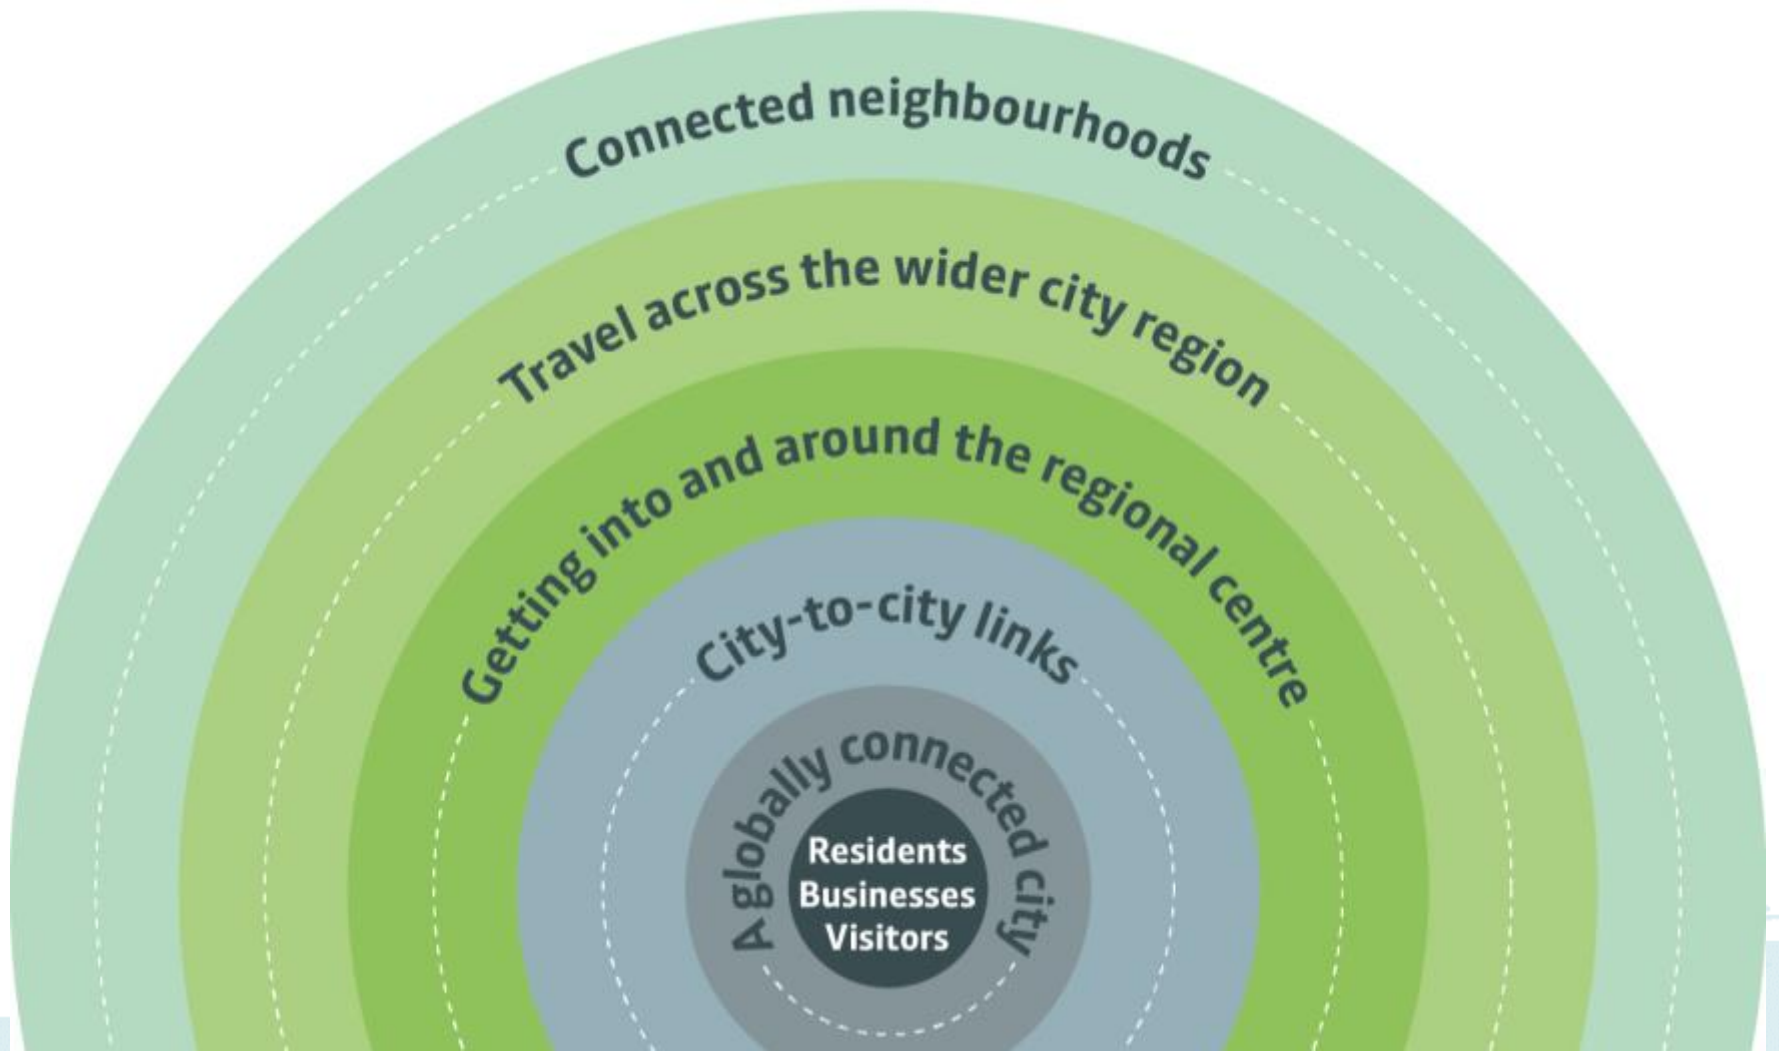 Connected neighbourhoods
Travel across the wider city region
Getting into and around the regional centre
City-to-city links
A globally connected city
Residents
Businesses
Visitors